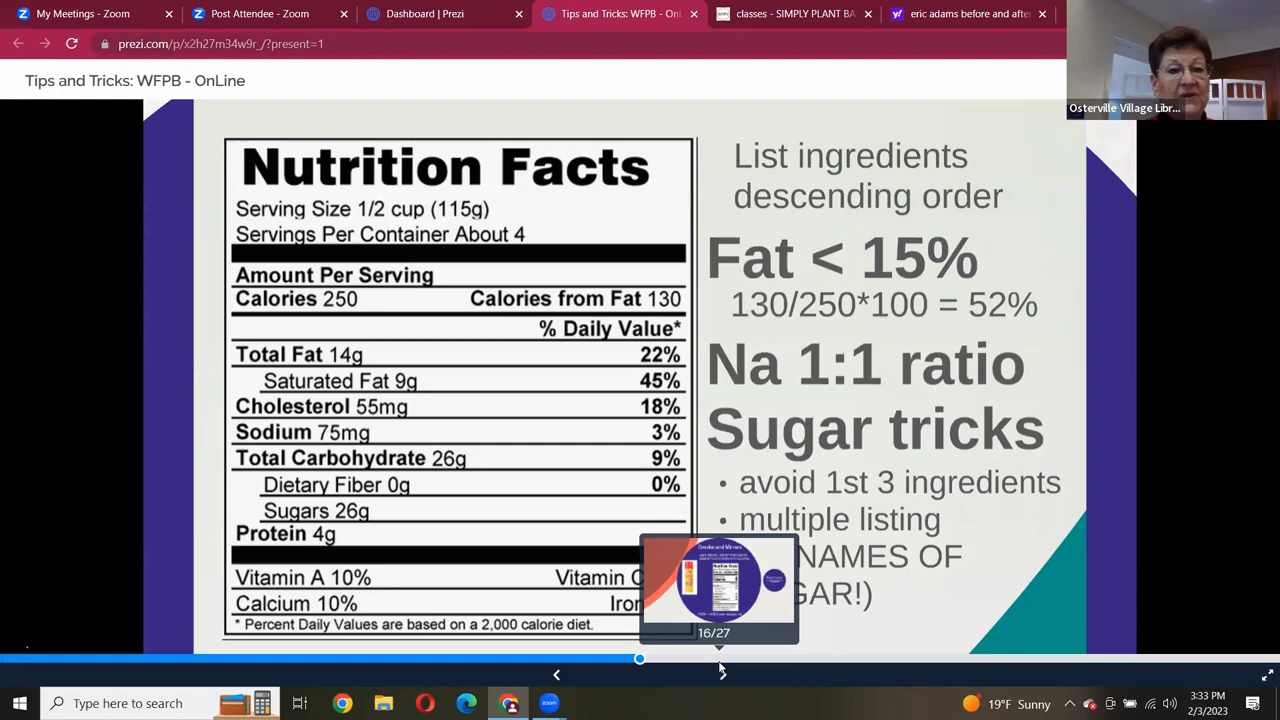 My Meetings - Zoom
Post Attendee - Zoom
Dashboard | Prezi
Tips and Tricks: WFPB - OnL
classes - SIMPLY PLANT BA
eric adams before and after
prezi.com/p/x2h27m34w9r_/?present=1
Tips and Tricks: WFPB - OnLine
Osterville Village Libr...
Nutrition Facts
Serving Size 1/2 cup (115g)
Servings Per Container About 4
Amount Per Serving
Calories 250 Calories from Fat 130
% Daily Value*
Total Fat 14g 22%
Saturated Fat 9g 45%
Cholesterol 55mg 18%
Sodium 75mg 3%
Total Carbohydrate 26g 9%
Dietary Fiber 0g 0%
Sugars 26g
Protein 4g
Vitamin A 10% Vitamin C
Calcium 10% Iron
* Percent Daily Values are based on a 2,000 calorie diet.
List ingredients
descending order
Fat < 15%
130/250*100 = 52%
Na 1:1 ratio
Sugar tricks
• avoid 1st 3 ingredients
• multiple listing
NAMES OF
GAR!)
Smoke and Mirrors
Nutrition Facts
16/27
Type here to search
19°F Sunny
3:33 PM
2/3/2023